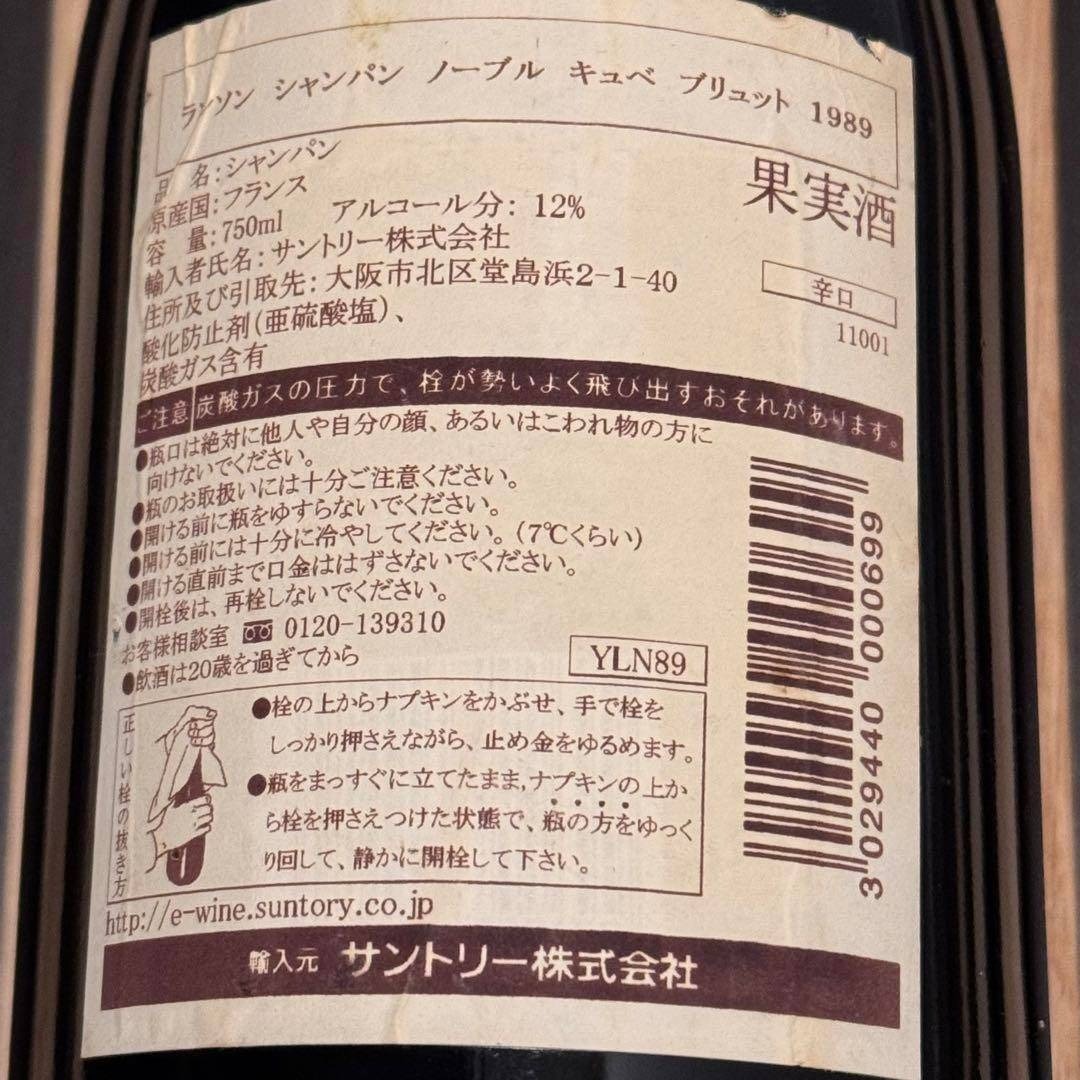 ランソン シャンパン ノーブル キュベ ブリュット 1989
果実酒
品 名:シャンパン
原産国:フランス
容 量:750ml アルコール分: 12%
輸入者氏名:サントリー株式会社
住所及び引取先:大阪市北区堂島浜2-1-40
酸化防止剤(亜硫酸塩)、
炭酸ガス含有
辛口
11001
ご注意 炭酸ガスの圧力で、栓が勢いよく飛び出すおそれがあります。
●瓶口は絶対に他人や自分の顔、あるいはこわれ物の方に
向けないでください。
●瓶のお取扱いには十分ご注意ください。
●開ける前に瓶をゆすらないでください。
●開ける前には十分に冷やしてください。(7℃くらい)
●開ける直前まで口金ははずさないでください。
●開栓後は、再栓しないでください。
お客様相談室 0120-139310
●飲酒は20歳を過ぎてから
YLN89
3 029440 000699
正しい栓の抜き方
●栓の上からナプキンをかぶせ、手で栓を
しっかり押さえながら、止め金をゆるめます。
●瓶をまっすぐに立てたまま,ナプキンの上か
ら栓を押さえつけた状態で、瓶の方をゆっく
り回して、静かに開栓して下さい。
http://e-wine.suntory.co.jp
輸入元 サントリー株式会社